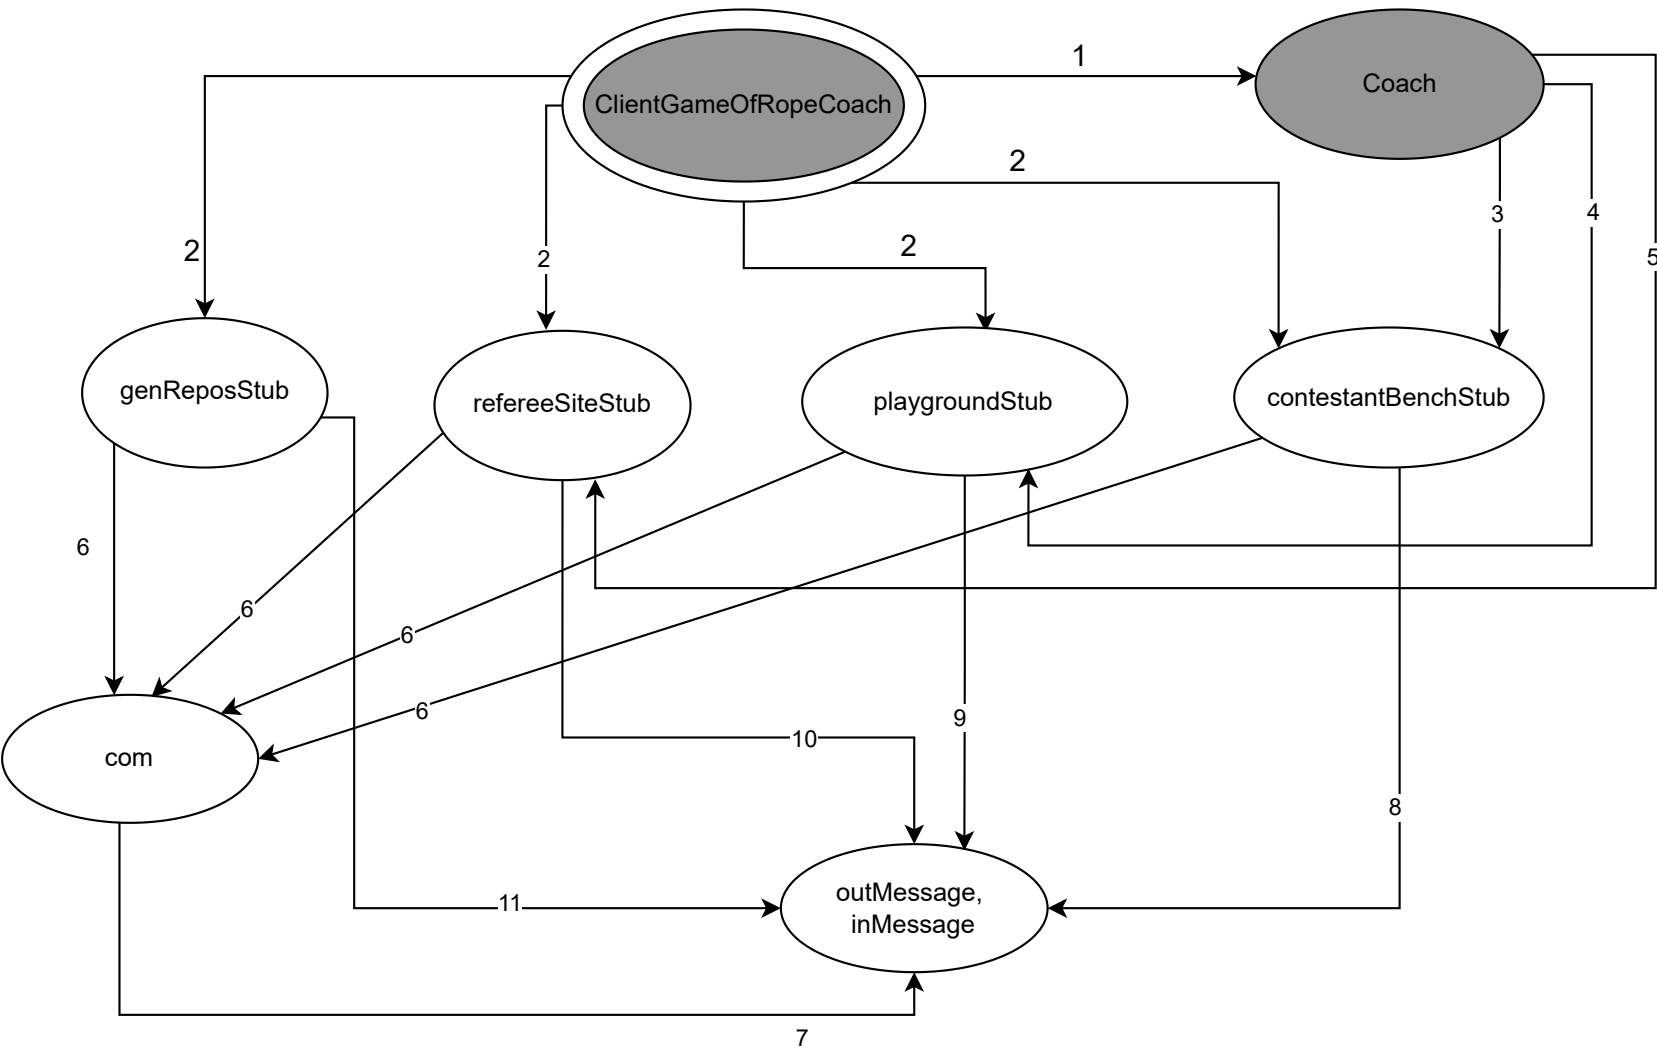 1
ClientGameOfRopeCoach
Coach
2
3
4
2
2
2
5
genReposStub
refereeSiteStub
playgroundStub
contestantBenchStub
6
6
6
6
com
10
9
8
11
outMessage,
inMessage
7